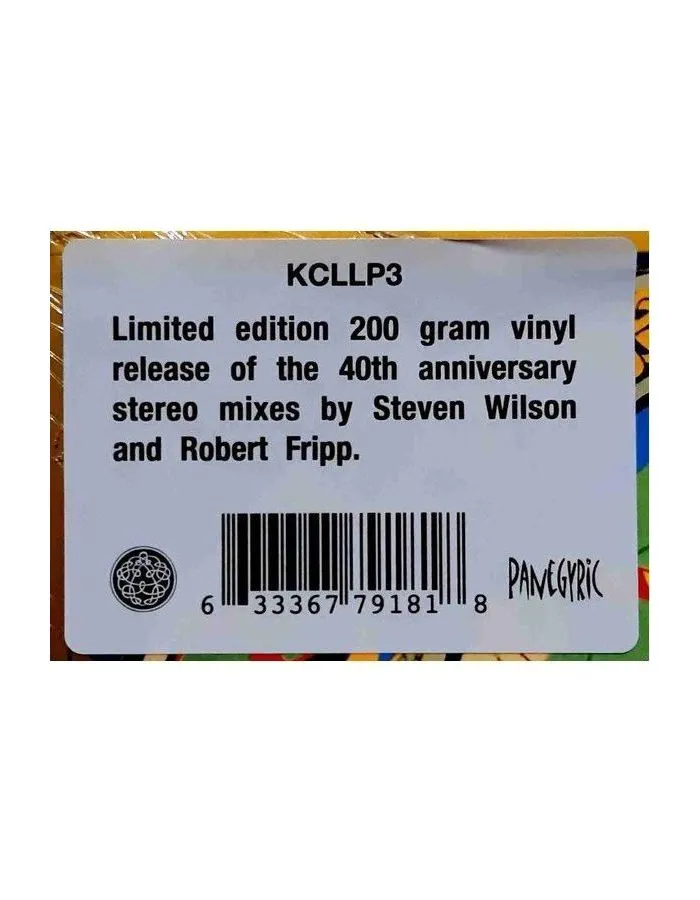 KCLLP3
Limited edition 200 gram vinyl
release of the 40th anniversary
stereo mixes by Steven Wilson
and Robert Fripp.
6 33367 79181 8
PANEGYRIC